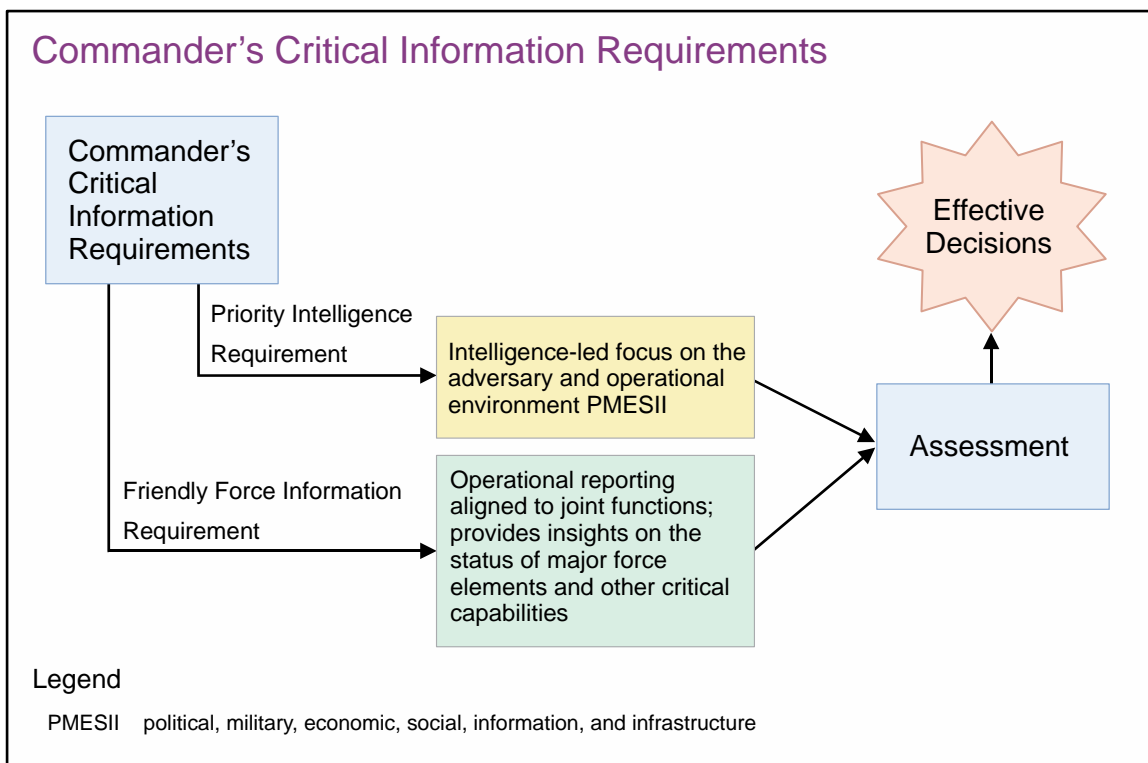 Commander’s Critical Information Requirements
Commander’s
Critical
Information
Requirements
Priority Intelligence
Requirement
Intelligence-led focus on the
adversary and operational
environment PMESII
Friendly Force Information
Requirement
Operational reporting
aligned to joint functions;
provides insights on the
status of major force
elements and other critical
capabilities
Assessment
Effective
Decisions
Legend
PMESII political, military, economic, social, information, and infrastructure